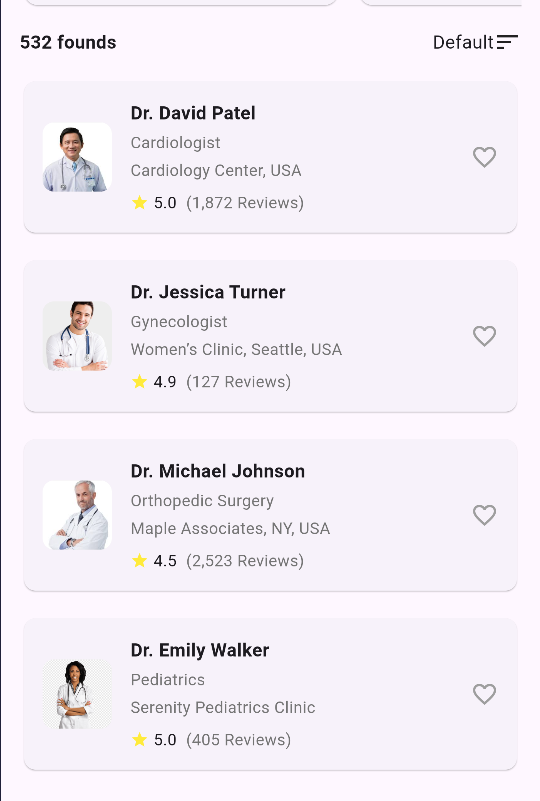 532 founds
Default
Dr. David Patel
Cardiologist
Cardiology Center, USA
5.0 (1,872 Reviews)
Dr. Jessica Turner
Gynecologist
Women’s Clinic, Seattle, USA
4.9 (127 Reviews)
Dr. Michael Johnson
Orthopedic Surgery
Maple Associates, NY, USA
4.5 (2,523 Reviews)
Dr. Emily Walker
Pediatrics
Serenity Pediatrics Clinic
5.0 (405 Reviews)